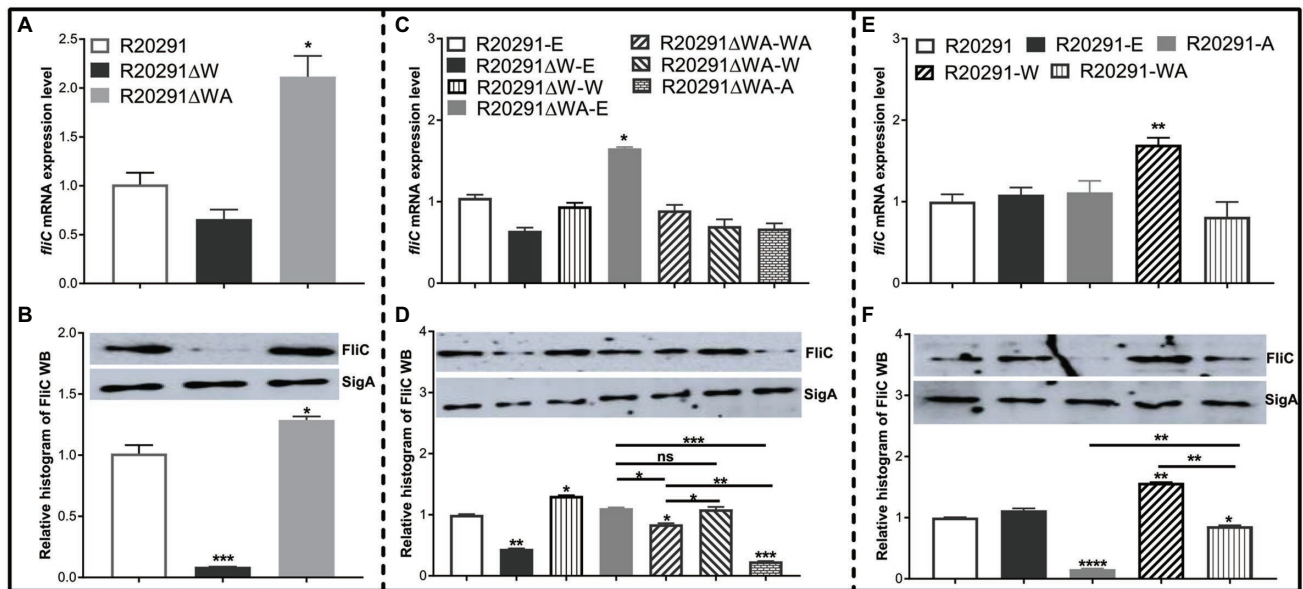 A
fliC mRNA expression level
2.5
2.0
1.5
1.0
0.5
0.0
R20291
R20291ΔW
R20291ΔWA
*
B
Relative histogram of FliC WB
2.0
1.5
1.0
0.5
0.0
FliC
SigA
***
*
C
fliC mRNA expression level
3
2
1
0
R20291-E
R20291ΔW-E
R20291ΔW-W
R20291ΔWA-E
R20291ΔWA-WA
R20291ΔWA-W
R20291ΔWA-A
*
D
Relative histogram of FliC WB
4
3
2
1
0
FliC
SigA
***
ns
*
**
*
**
*
*
***
E
fliC mRNA expression level
3
2
1
0
R20291
R20291-E
R20291-A
R20291-W
R20291-WA
**
F
Relative histogram of FliC WB
4
3
2
1
0
FliC
SigA
**
**
****
**
*